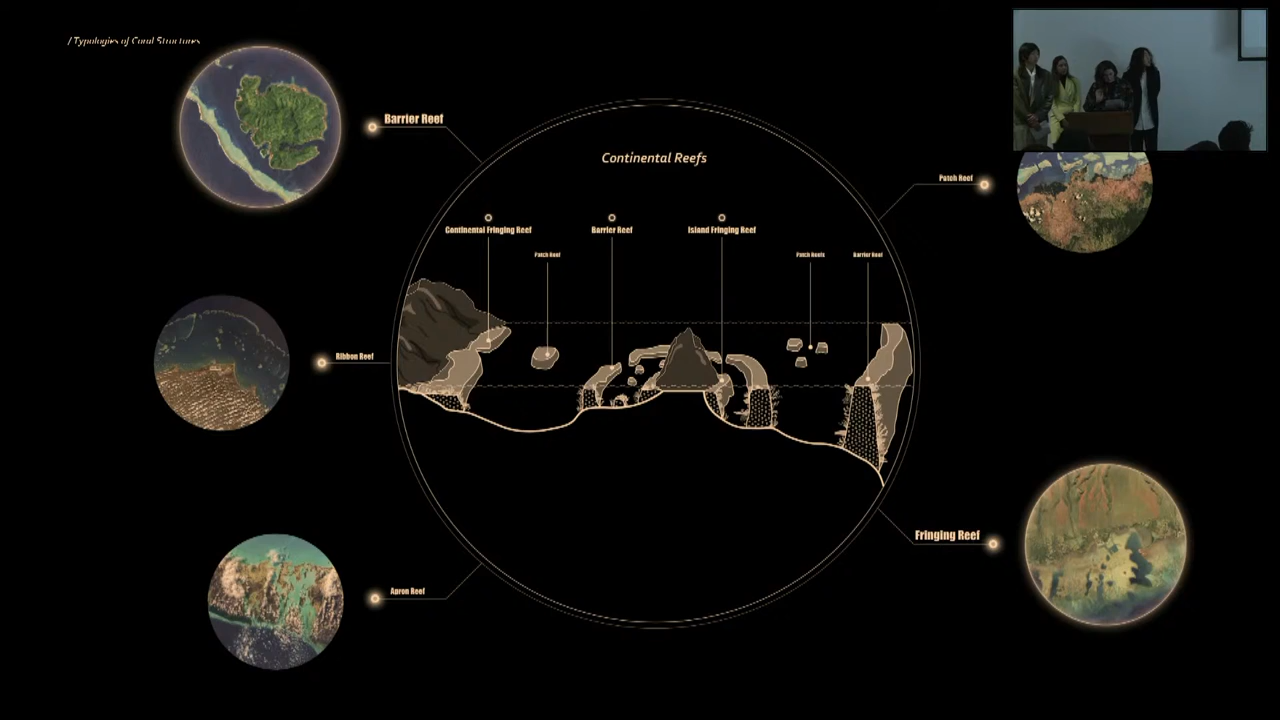 / Typologies of Coral Structures
Barrier Reef
Continental Reefs
Patch Reef
Continental Fringing Reef
Barrier Reef
Island Fringing Reef
Patch Reef
Patch Reefs
Barrier Reef
Ribbon Reef
Fringing Reef
Apron Reef